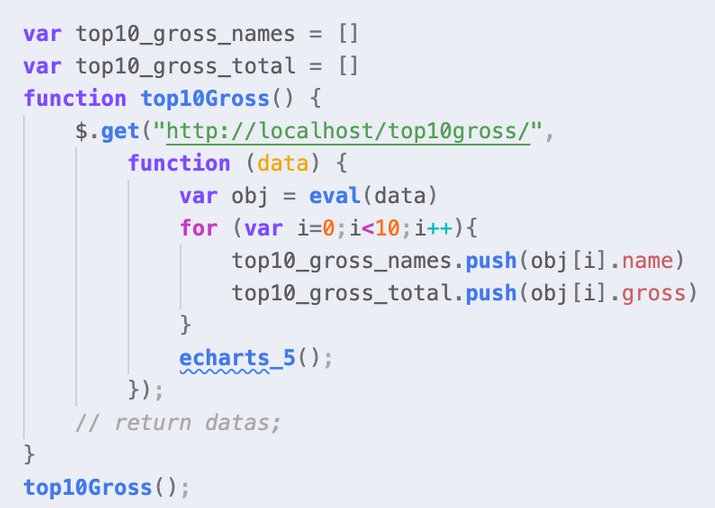 var top10_gross_names = []
var top10_gross_total = []
function top10Gross() {
$.get("http://localhost/top10gross/",
function (data) {
var obj = eval(data)
for (var i=0;i<10;i++){
top10_gross_names.push(obj[i].name)
top10_gross_total.push(obj[i].gross)
}
echarts_5();
});
// return datas;
}
top10Gross();